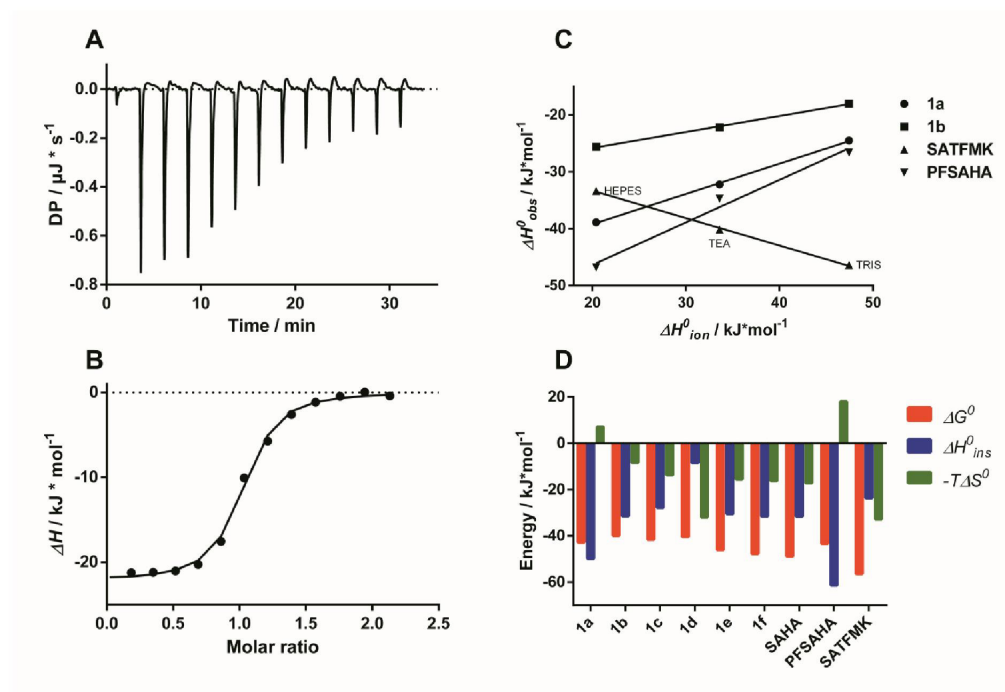 A
DP / µJ * s-1
0.0
-0.2
-0.4
-0.6
-0.8
0
10
20
30
Time / min
C
ΔH0obs / kJ*mol-1
-20
-30
-40
-50
HEPES
TEA
TRIS
20
30
40
50
ΔH0ion / kJ*mol-1
1a
1b
SATFMK
PFSAHA
B
ΔH / kJ * mol-1
0
-10
-20
0.0
0.5
1.0
1.5
2.0
2.5
Molar ratio
D
Energy / kJ*mol-1
20
0
-20
-40
-60
1a
1b
1c
1d
1e
1f
SAHA
PFSAHA
SATFMK
ΔG0
ΔH0ins
-TΔS0